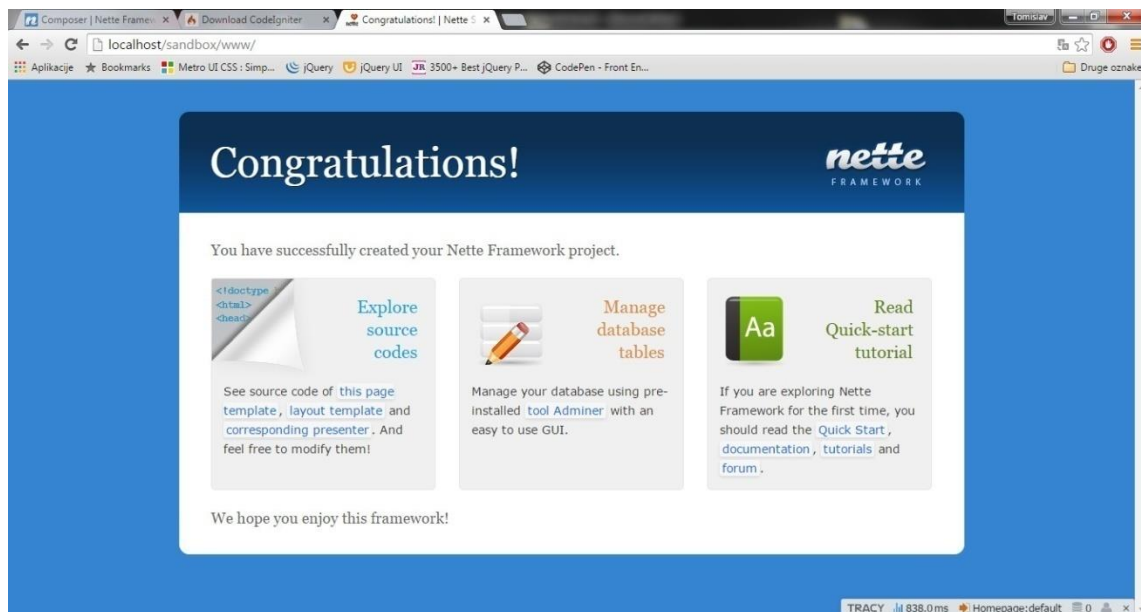 Composer | Nette Framew
Download CodeIgniter
Congratulations! | Nette S
Tomislav
localhost/sandbox/www/
Aplikacije
Bookmarks
Metro UI CSS : Simp...
jQuery
jQuery UI
JR
3500+ Best jQuery P...
CodePen - Front En...
Druge oznake
Congratulations!
nette
FRAMEWORK
You have successfully created your Nette Framework project.
<!doctype
<html>
<head>
Explore
source
codes
See source code of this page
template, layout template and
corresponding presenter. And
feel free to modify them!
Manage
database
tables
Manage your database using pre-
installed tool Adminer with an
easy to use GUI.
Aa
Read
Quick-start
tutorial
If you are exploring Nette
Framework for the first time, you
should read the Quick Start,
documentation, tutorials and
forum.
We hope you enjoy this framework!
TRACY 838.0 ms Homepage:default 0 x